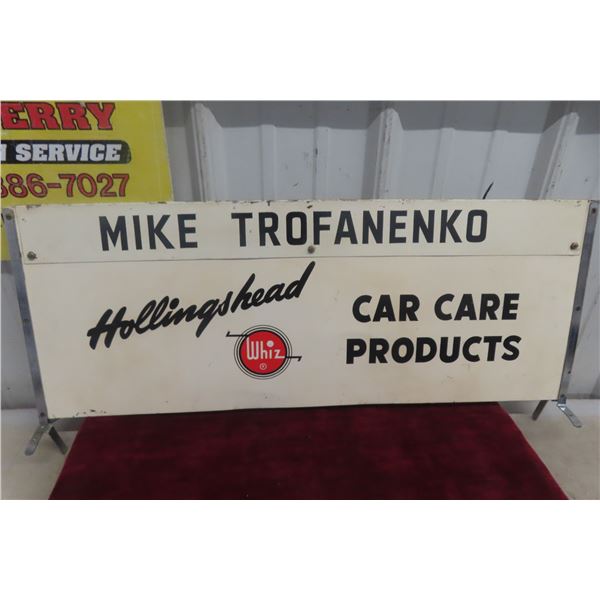 ERRY
SERVICE
386-7027
MIKE TROFANENKO
Hollingshead
Whiz
®
CAR CARE
PRODUCTS